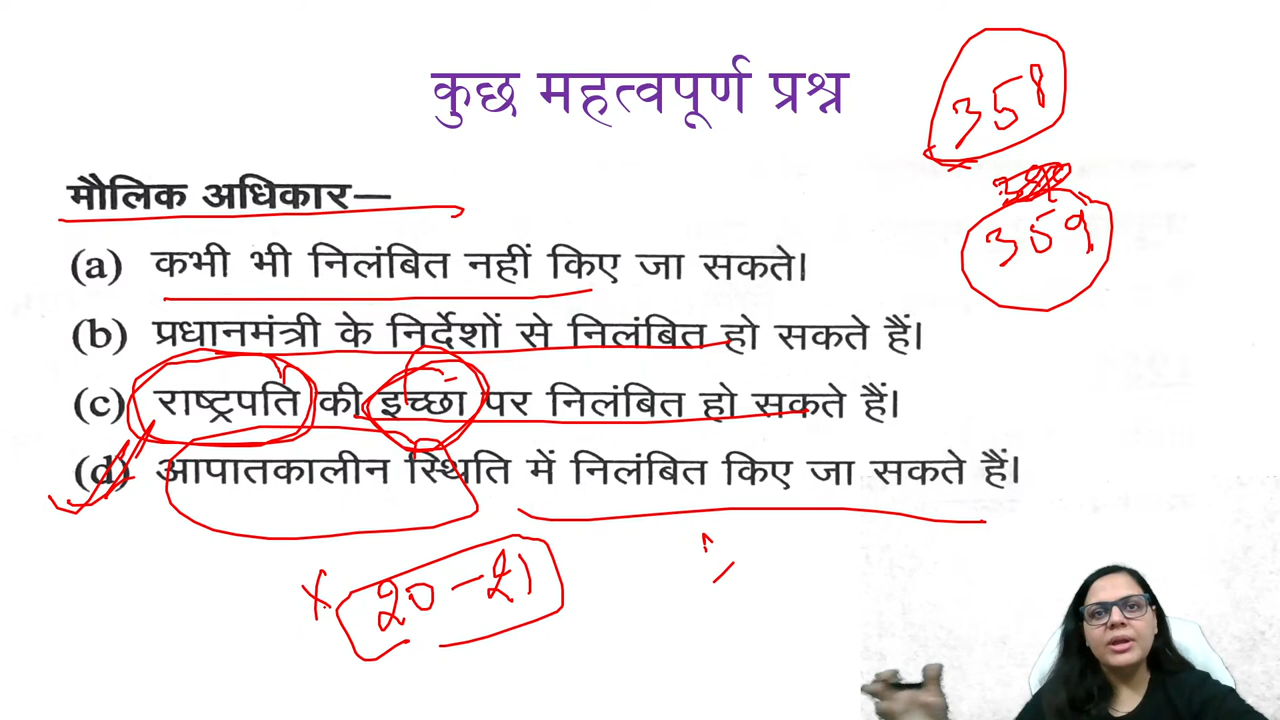 कुछ महत्वपूर्ण प्रश्न
358
359
मौलिक अधिकार—
(a) कभी भी निलंबित नहीं किए जा सकते।
(b) प्रधानमंत्री के निर्देशों से निलंबित हो सकते हैं।
(c) राष्ट्रपति की इच्छा पर निलंबित हो सकते हैं।
(d) आपातकालीन स्थिति में निलंबित किए जा सकते हैं।
20-21